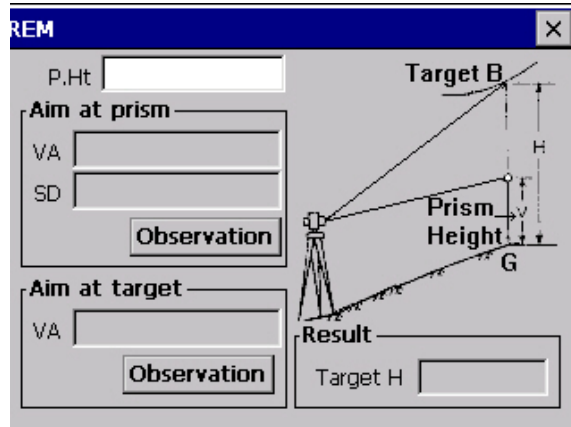 REM
P.Ht
Aim at prism
VA
SD
Observation
Aim at target
VA
Observation
Target B
H
Prism
V
Height
G
Result
Target H